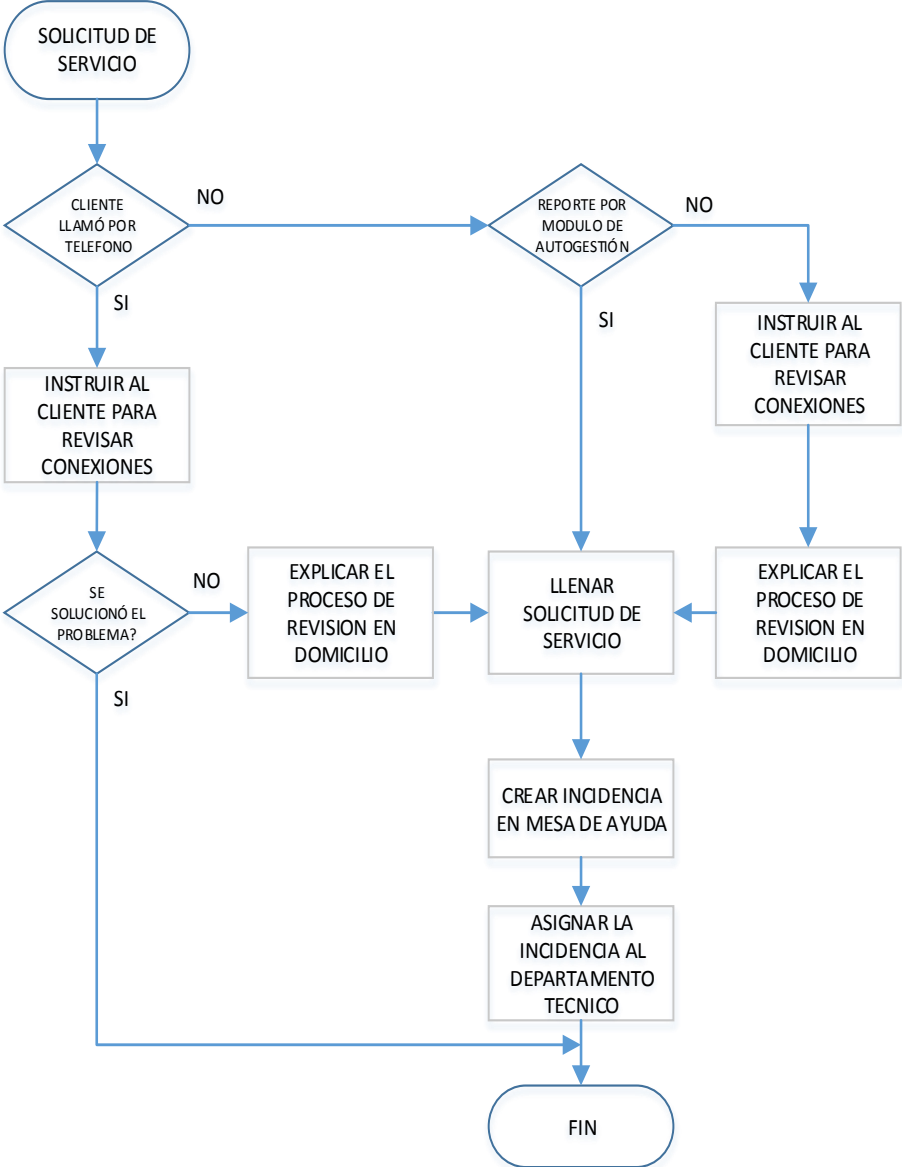 SOLICITUD DE
SERVICIO
CLIENTE
LLAMÓ POR
TELEFONO
NO
REPORTE POR
MODULO DE
AUTOGESTIÓN
NO
SI
SI
INSTRUIR AL
CLIENTE PARA
REVISAR
CONEXIONES
INSTRUIR AL
CLIENTE PARA
REVISAR
CONEXIONES
SE
SOLUCIONÓ EL
PROBLEMA?
NO
EXPLICAR EL
PROCESO DE
REVISION EN
DOMICILIO
LLENAR
SOLICITUD DE
SERVICIO
EXPLICAR EL
PROCESO DE
REVISION EN
DOMICILIO
SI
CREAR INCIDENCIA
EN MESA DE AYUDA
ASIGNAR LA
INCIDENCIA AL
DEPARTAMENTO
TECNICO
FIN